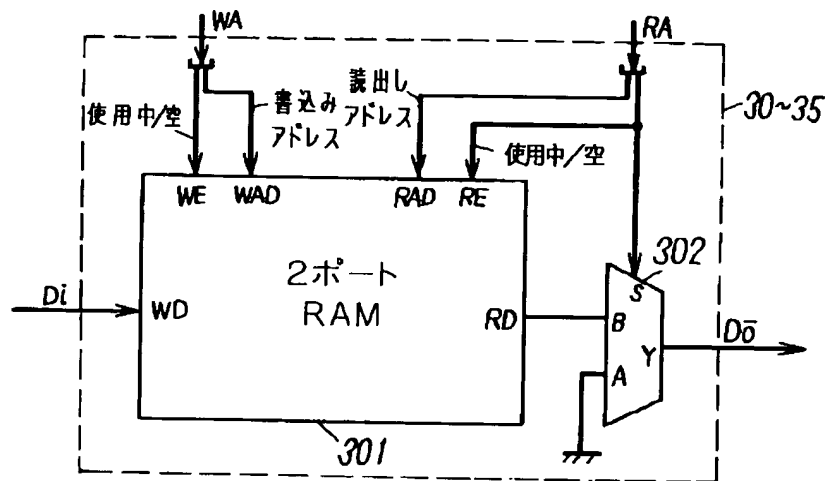 WA
RA
使用中/空
書込み
アドレス
読出し
アドレス
使用中/空
30~35
WE
WAD
RAD
RE
302
Di
WD
2ポート
RAM
RD
S
B
Y
A
Do
301